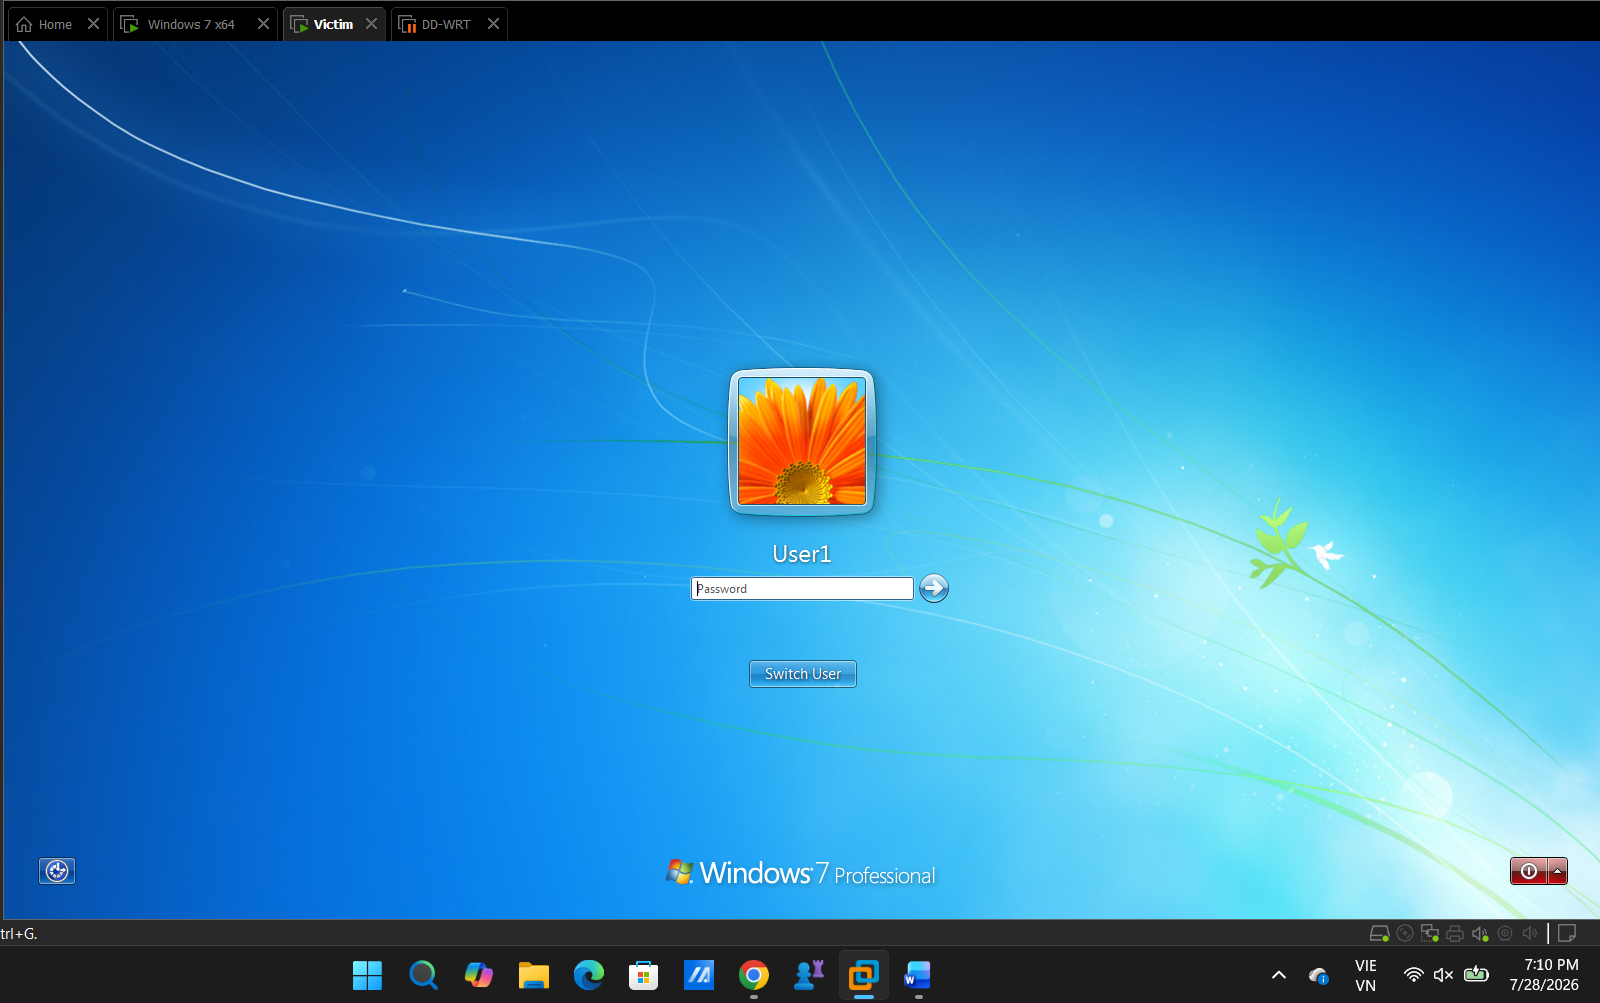 Home
Windows 7 x64
Victim
DD-WRT
User1
Password
Switch User
Windows 7 Professional
trl+G.
VIE
VN
7:10 PM
7/28/2026